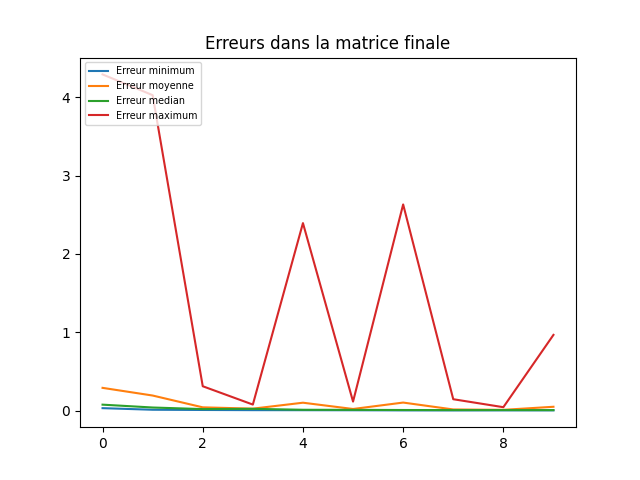 Erreurs dans la matrice finale
Erreur minimum
Erreur moyenne
Erreur median
Erreur maximum
4
3
2
1
0
0 2 4 6 8